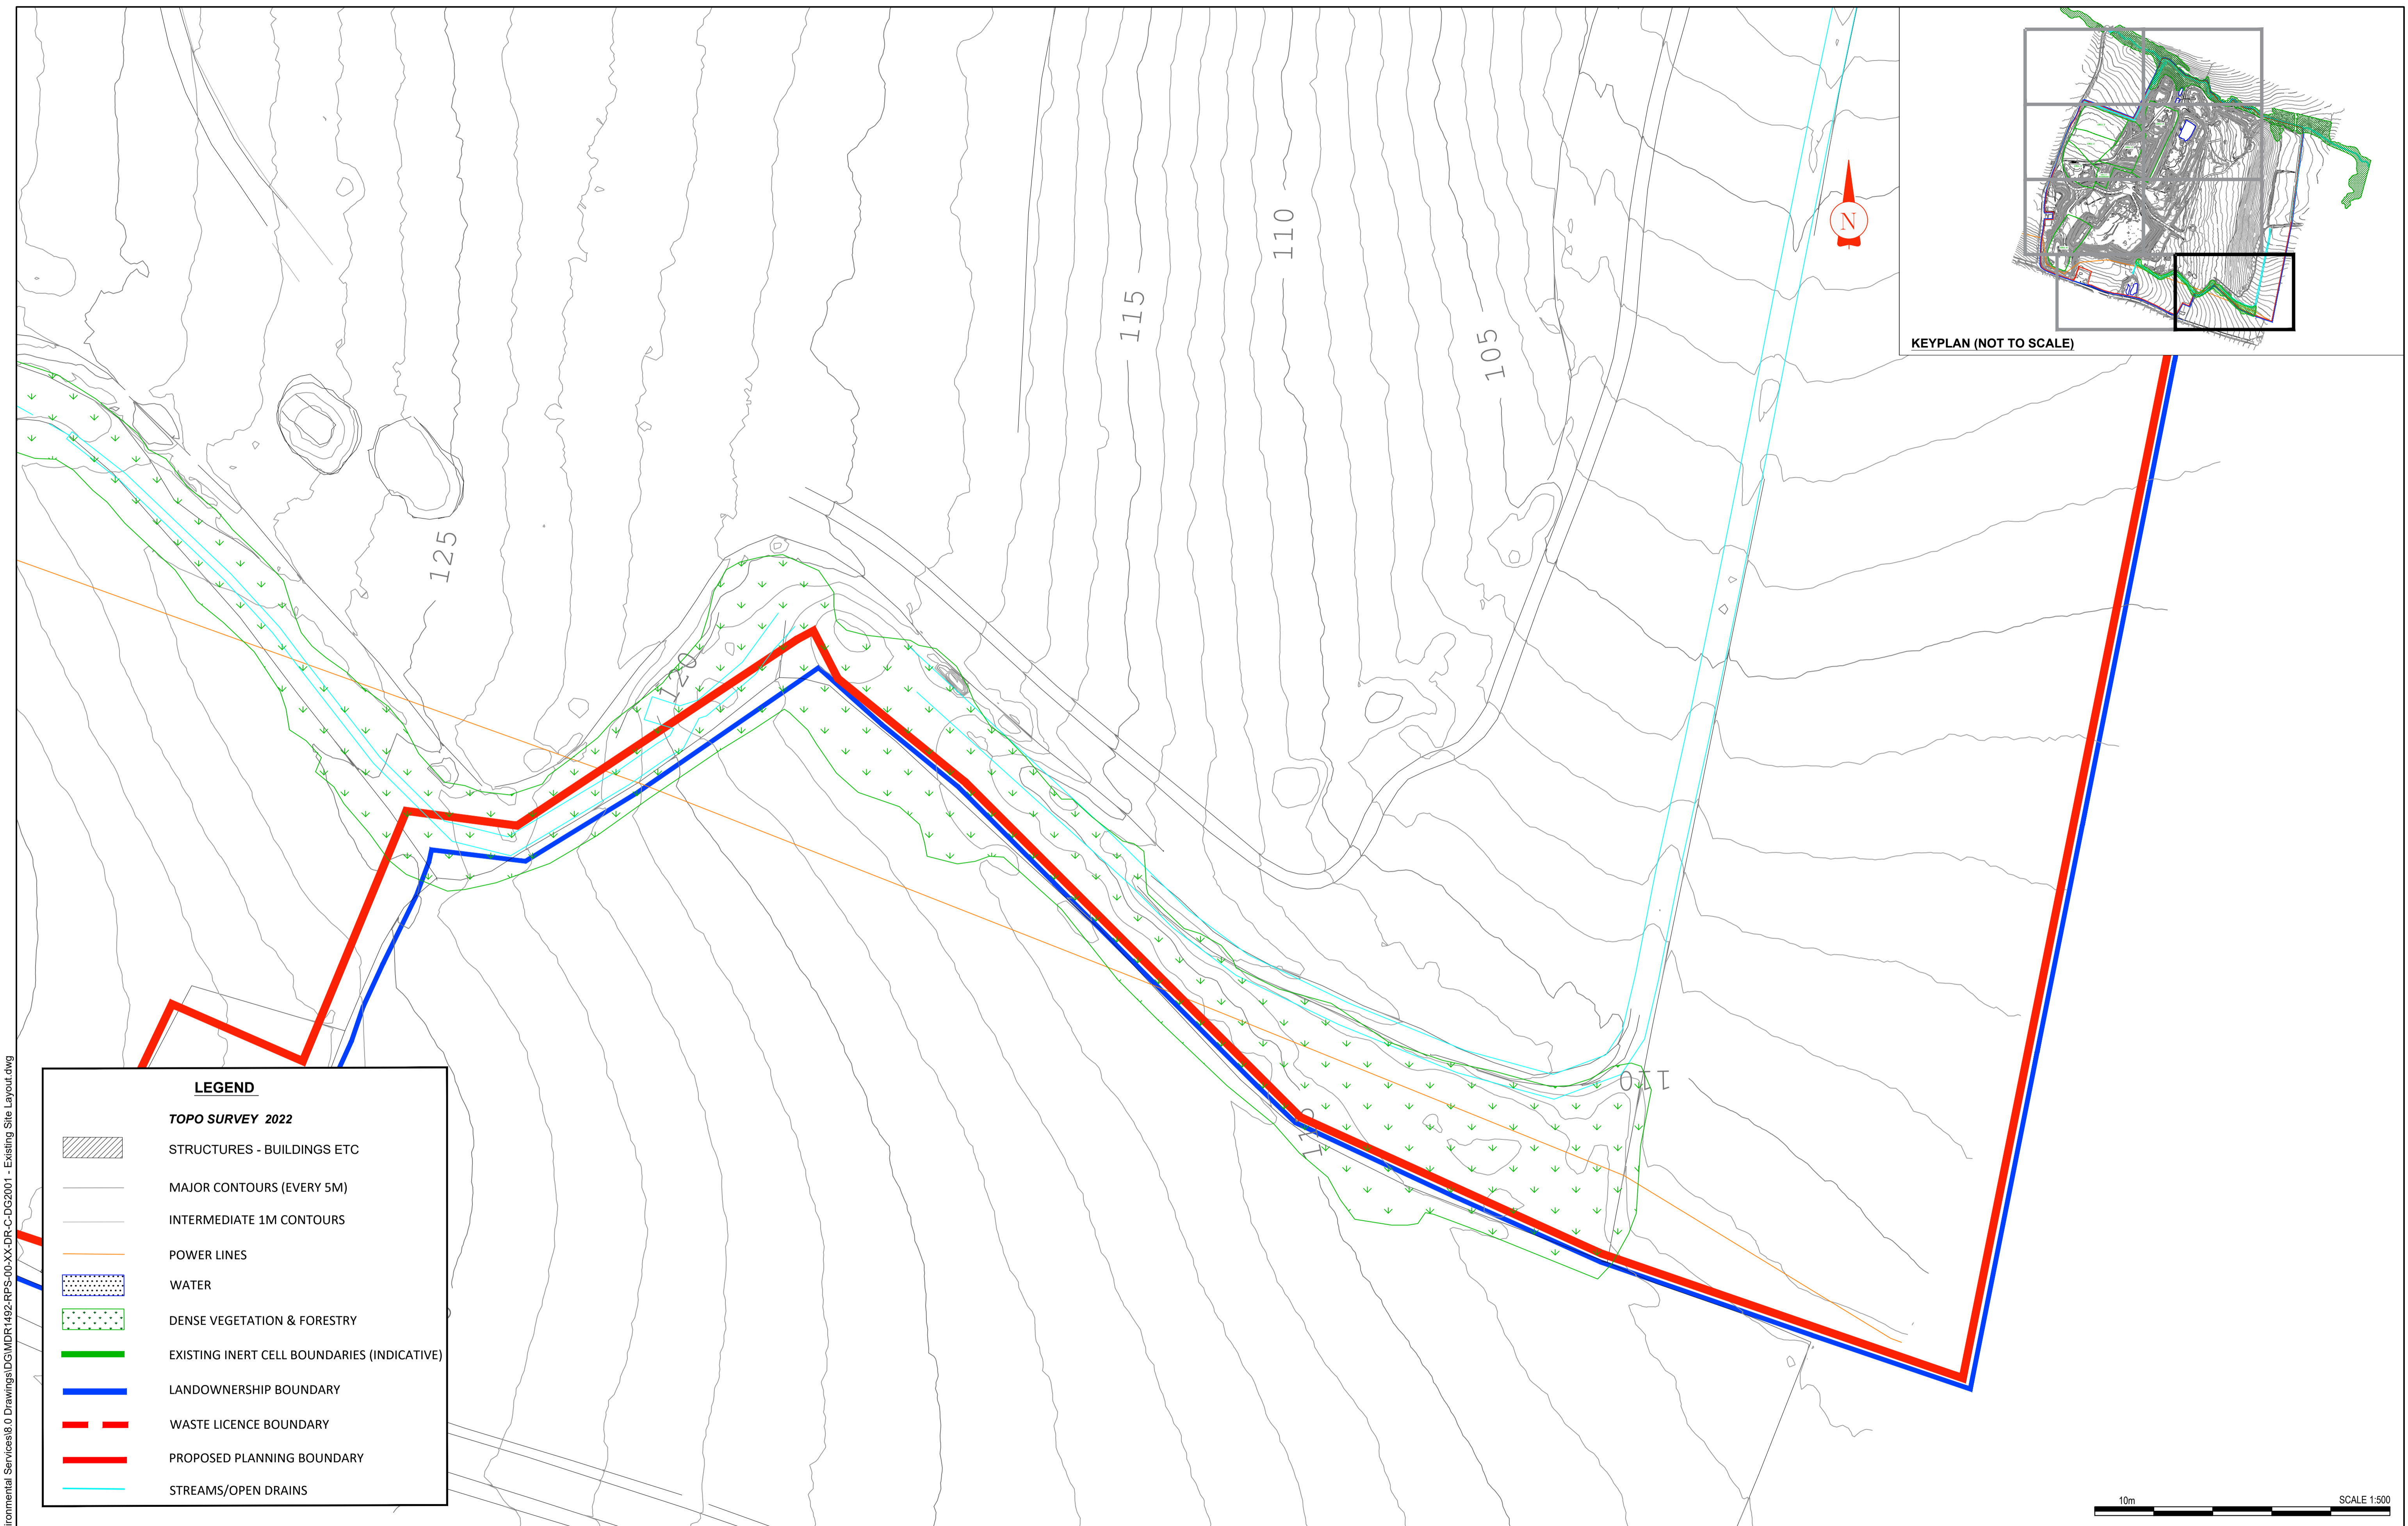 KEYPLAN (NOT TO SCALE)
N
110
115
105
125
120
110
110
LEGEND
TOPO SURVEY 2022
STRUCTURES - BUILDINGS ETC
MAJOR CONTOURS (EVERY 5M)
INTERMEDIATE 1M CONTOURS
POWER LINES
WATER
DENSE VEGETATION & FORESTRY
EXISTING INERT CELL BOUNDARIES (INDICATIVE)
LANDOWNERSHIP BOUNDARY
WASTE LICENCE BOUNDARY
PROPOSED PLANNING BOUNDARY
STREAMS/OPEN DRAINS
10m
SCALE 1:500
ironmental Services\8.0 Drawings\DG\MDR1492-RPS-00-XX-DR-C-DG2001 - Existing Site Layout.dwg